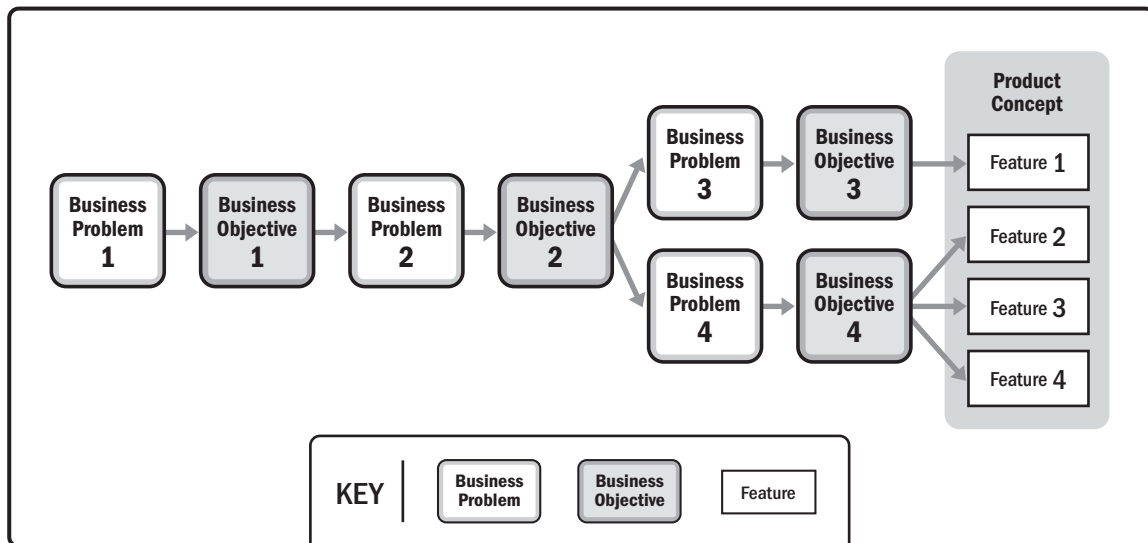 Product
Concept
Business
Problem
1
Business
Objective
1
Business
Problem
2
Business
Objective
2
Business
Problem
3
Business
Objective
3
Business
Problem
4
Business
Objective
4
Feature 1
Feature 2
Feature 3
Feature 4
KEY
Business
Problem
Business
Objective
Feature